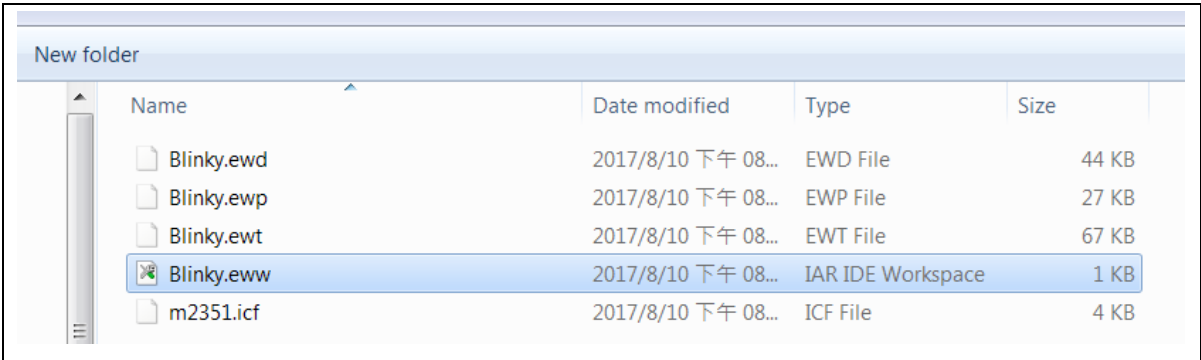 New folder
Name Date modified Type Size
Blinky.ewd 2017/8/10 下午 08... EWD File 44 KB
Blinky.ewp 2017/8/10 下午 08... EWP File 27 KB
Blinky.ewt 2017/8/10 下午 08... EWT File 67 KB
Blinky.eww 2017/8/10 下午 08... IAR IDE Workspace 1 KB
m2351.icf 2017/8/10 下午 08... ICF File 4 KB